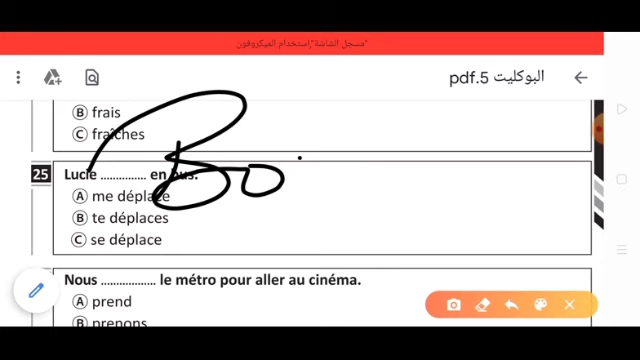 "مسجل الشاشة",إستخدام الميكروفون
البوكليت 5.pdf
B frais
C fraîches
25 Lucie ............... en bus.
A me déplace
B te déplaces
C se déplace
Nous .................. le métro pour aller au cinéma.
A prend
B prenons